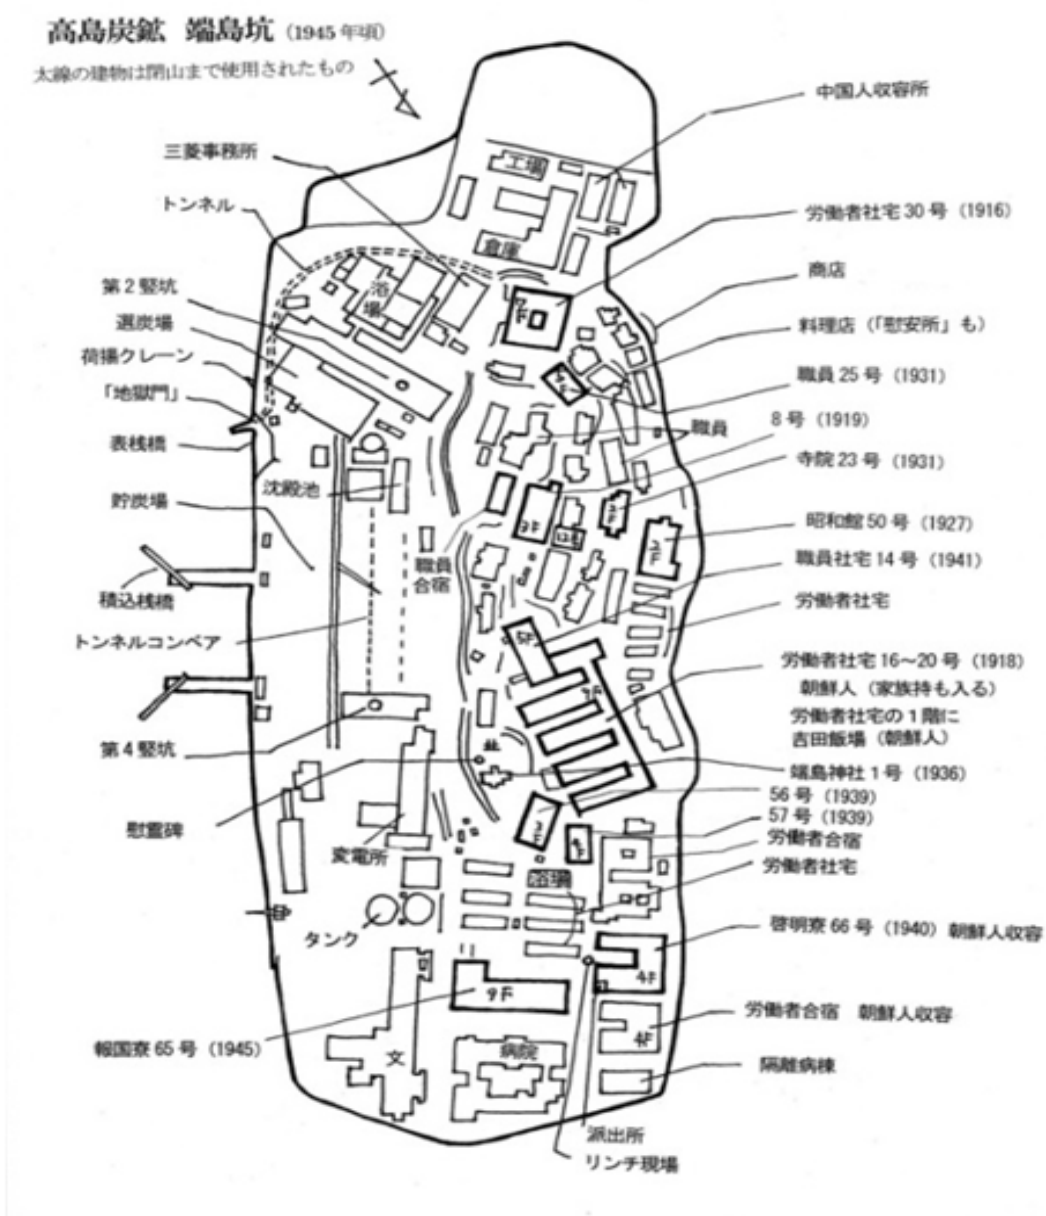 高島炭鉱 端島坑 (1945年頃)
太線の建物は閉山まで使用されたもの
中国人収容所
三菱事務所
工場
トンネル
労働者社宅30号 (1916)
倉庫
商店
第2竪坑
浴場
7F
選炭場
料理店(「慰安所」も)
荷揚クレーン
職員25号 (1931)
「地獄門」
8号 (1919)
職員
表桟橋
寺院23号 (1931)
沈殿池
貯炭場
昭和館50号 (1927)
3F
2F
職員合宿
職員社宅14号 (1941)
積込桟橋
労働者社宅
トンネルコンベア
5F
労働者社宅16〜20号 (1918)
9F
朝鮮人(家族持も入る)
労働者社宅の1階に
吉田飯場(朝鮮人)
第4竪坑
端島神社1号 (1936)
56号 (1939)
57号 (1939)
慰霊碑
3F
4F
労働者合宿
変電所
浴場
労働者社宅
タンク
啓明寮66号 (1940) 朝鮮人収容
4F
9F
労働者合宿 朝鮮人収容
4F
報国寮65号 (1945)
文
病院
隔離病棟
派出所
リンチ現場